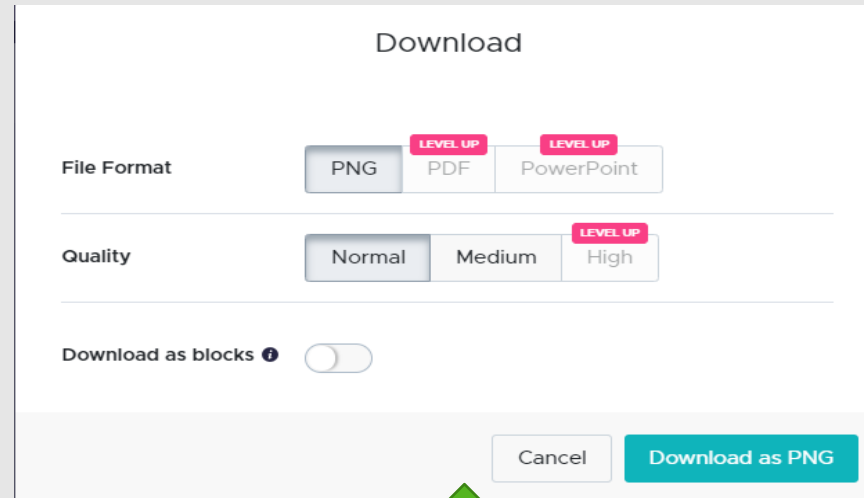 Download
LEVEL UP LEVEL UP
File Format PNG PDF PowerPoint
LEVEL UP
Quality Normal Medium High
Download as blocks i
Cancel Download as PNG